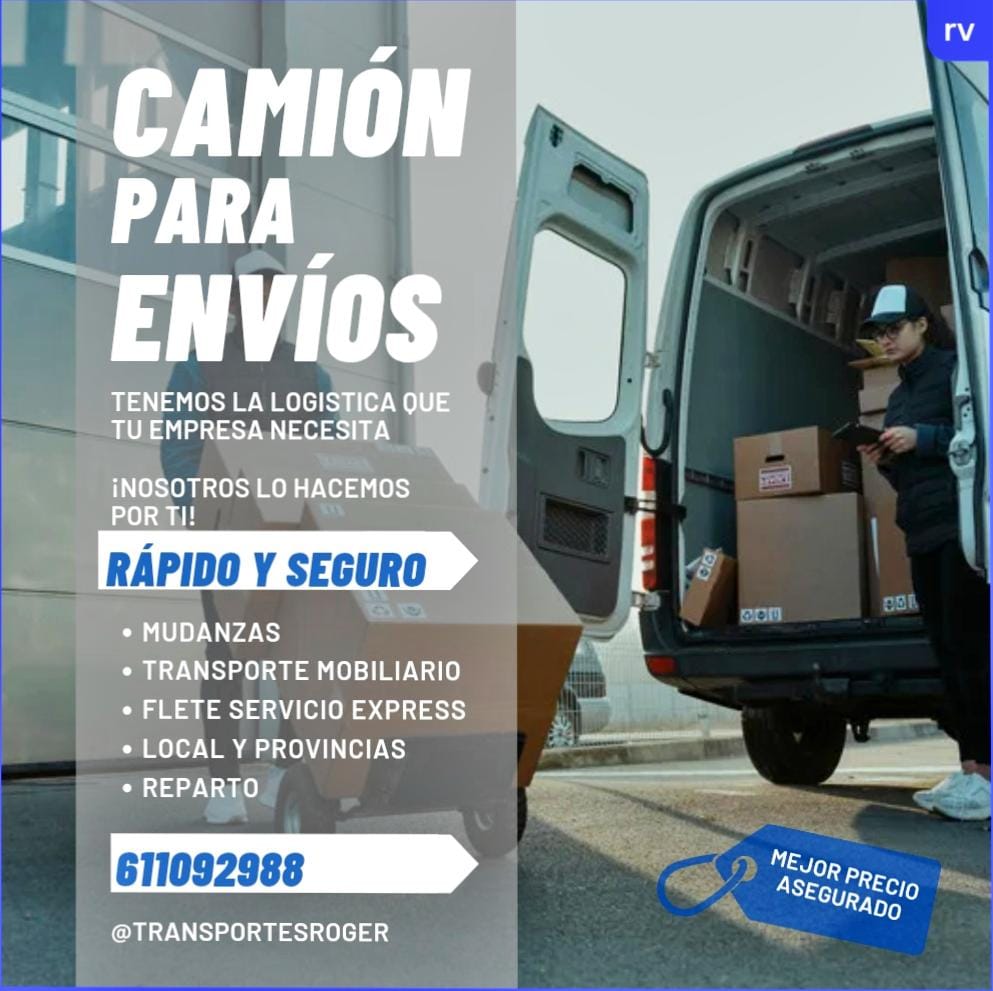 rv
CAMIÓN
PARA
ENVÍOS
TENEMOS LA LOGISTICA QUE
TU EMPRESA NECESITA
¡NOSOTROS LO HACEMOS
POR TI!
RÁPIDO Y SEGURO
• MUDANZAS
• TRANSPORTE MOBILIARIO
• FLETE SERVICIO EXPRESS
• LOCAL Y PROVINCIAS
• REPARTO
611092988
@TRANSPORTESROGER
MEJOR PRECIO
ASEGURADO